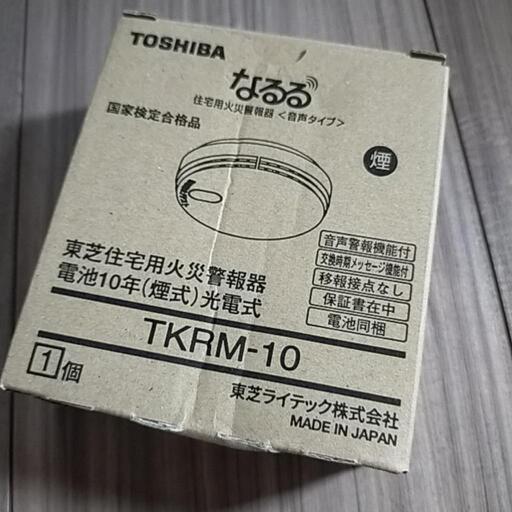 TOSHIBA
なるる
住宅用火災警報器<音声タイプ>
国家検定合格品
煙
音声警報機能付
交換時期メッセージ機能付
移報接点なし
保証書在中
電池同梱
東芝住宅用火災警報器
電池10年(煙式)光電式
TKRM-10
1個
東芝ライテック株式会社
MADE IN JAPAN